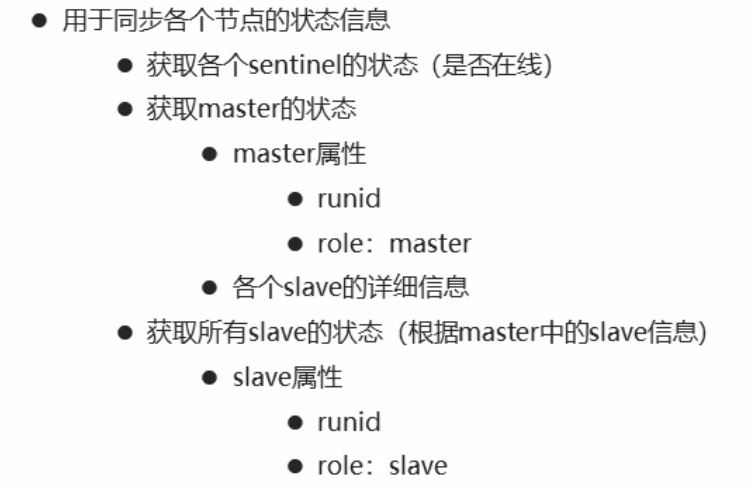 ● 用于同步各个节点的状态信息
● 获取各个sentinel的状态（是否在线）
● 获取master的状态
● master属性
● runid
● role：master
● 各个slave的详细信息
● 获取所有slave的状态（根据master中的slave信息）
● slave属性
● runid
● role：slave